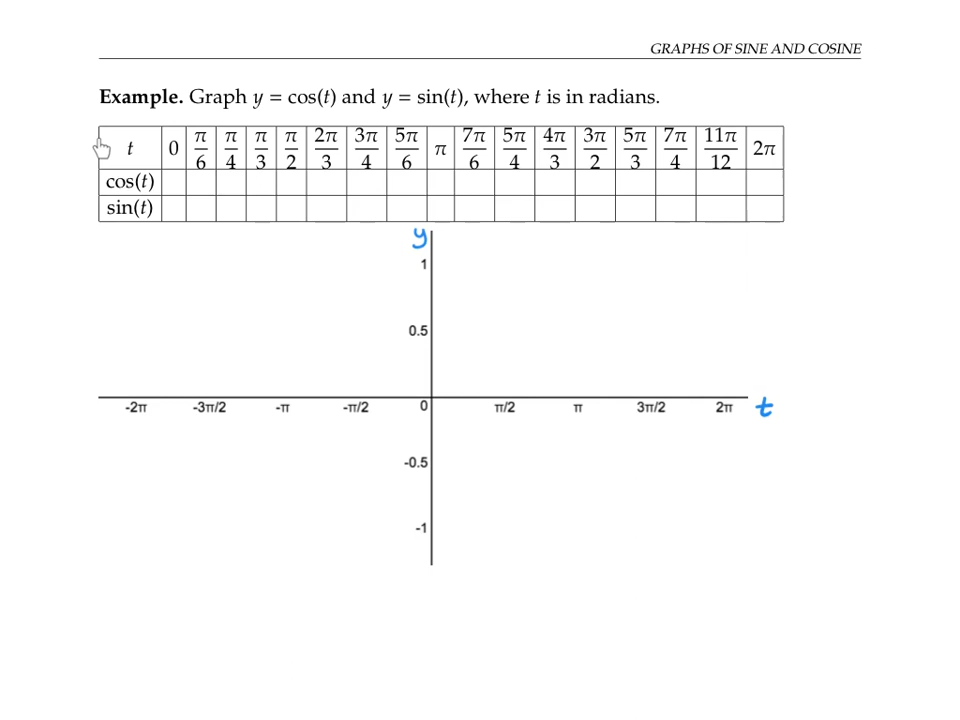 GRAPHS OF SINE AND COSINE
Example. Graph y = cos(t) and y = sin(t), where t is in radians.
t 0 π/6 π/4 π/3 π/2 2π/3 3π/4 5π/6 π 7π/6 5π/4 4π/3 3π/2 5π/3 7π/4 11π/12 2π
cos(t)
sin(t)
y
1
0.5
-2π -3π/2 -π -π/2 0 π/2 π 3π/2 2π t
-0.5
-1